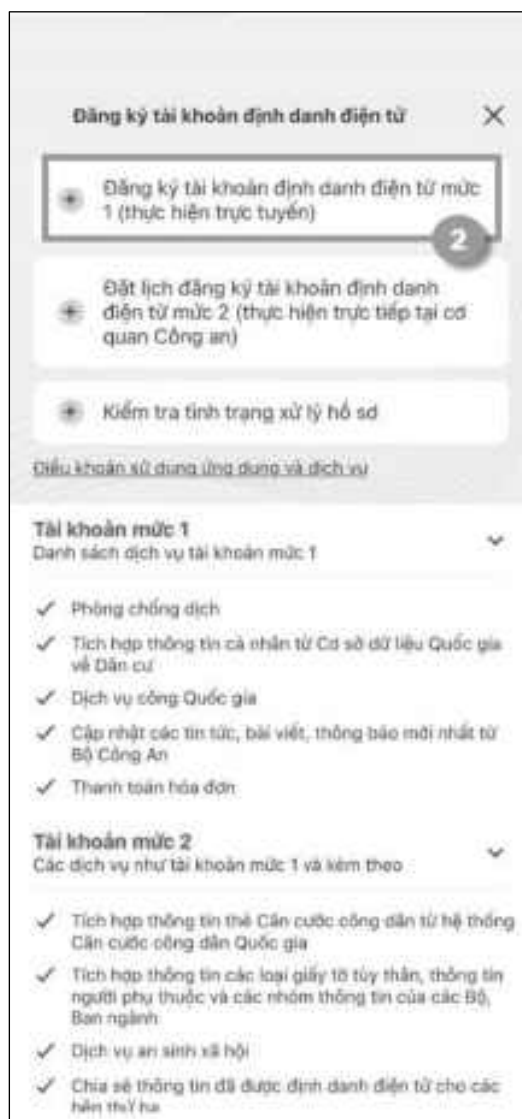 Đăng ký tài khoản định danh điện tử
Đăng ký tài khoản định danh điện tử mức
1 (thực hiện trực tuyến)
2
Đặt lịch đăng ký tài khoản định danh
điện tử mức 2 (thực hiện trực tiếp tại cơ
quan Công an)
Kiểm tra tình trạng xử lý hồ sơ
Điều khoản sử dụng ứng dụng và dịch vụ
Tài khoản mức 1
Danh sách dịch vụ tài khoản mức 1
Phòng chống dịch
Tích hợp thông tin cá nhân từ Cơ sở dữ liệu Quốc gia
về Dân cư
Dịch vụ công Quốc gia
Cập nhật các tin tức, bài viết, thông báo mới nhất từ
Bộ Công An
Thanh toán hóa đơn
Tài khoản mức 2
Các dịch vụ như tài khoản mức 1 và kèm theo
Tích hợp thông tin thẻ Căn cước công dân từ hệ thống
Căn cước công dân Quốc gia
Tích hợp thông tin các loại giấy tờ tùy thân, thông tin
người phụ thuộc và các nhóm thông tin của các Bộ,
Ban ngành
Dịch vụ an sinh xã hội
Chia sẻ thông tin đã được định danh điện tử cho các
bên thứ ba